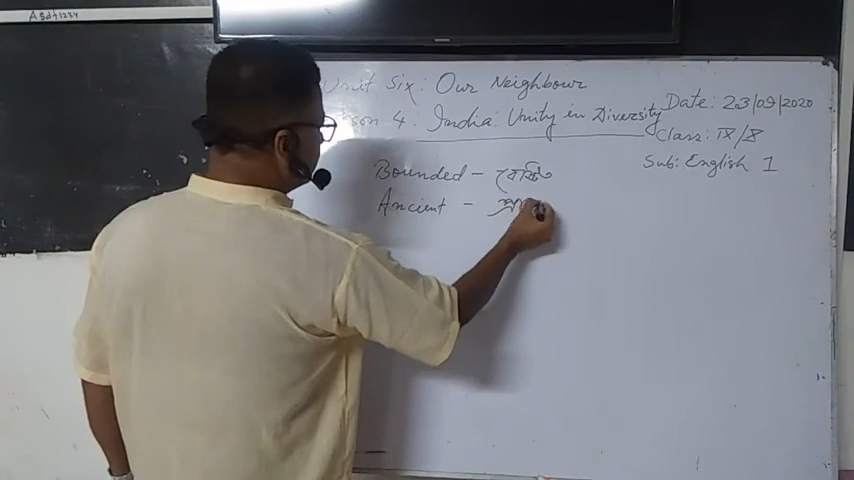 Agdt1234
Unit Six: Our Neighbour
Lesson 4. India: Unity in Diversity
Date: 23/09/2020
Class: IX/X
Sub: English 1
Bounded - বেষ্টিত
Ancient -